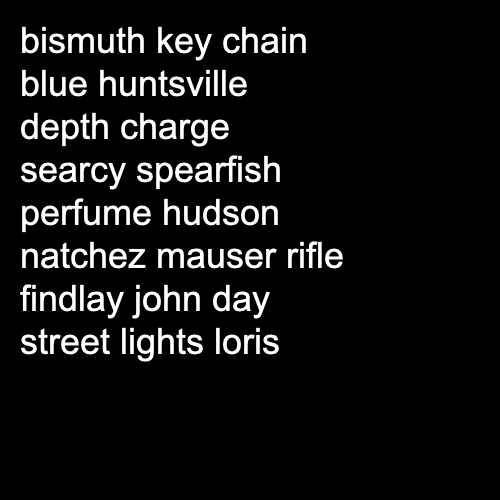 bismuth key chain
blue huntsville
depth charge
searcy spearfish
perfume hudson
natchez mauser rifle
findlay john day
street lights loris